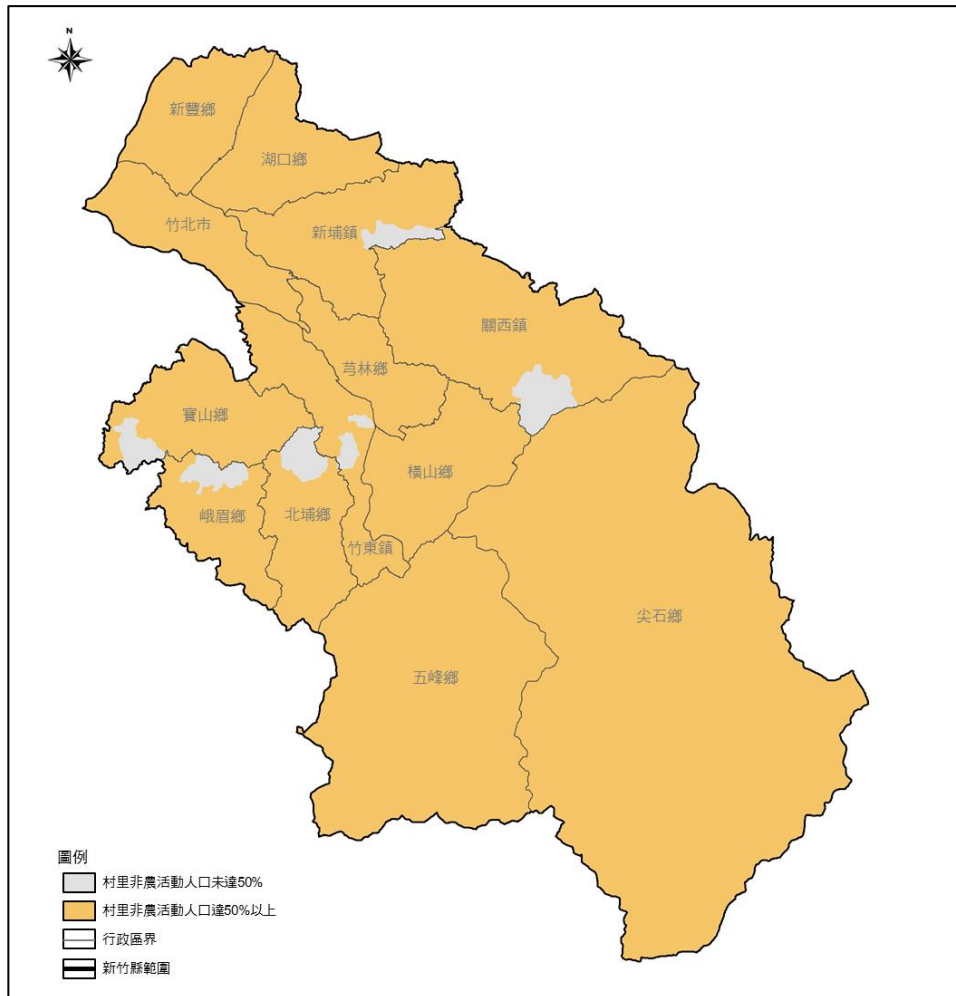 N
新豐鄉
湖口鄉
竹北市
新埔鎮
關西鎮
芎林鄉
寶山鄉
橫山鄉
峨眉鄉
北埔鄉
竹東鎮
尖石鄉
五峰鄉
圖例
村里非農活動人口未達50%
村里非農活動人口達50%以上
行政區界
新竹縣範圍